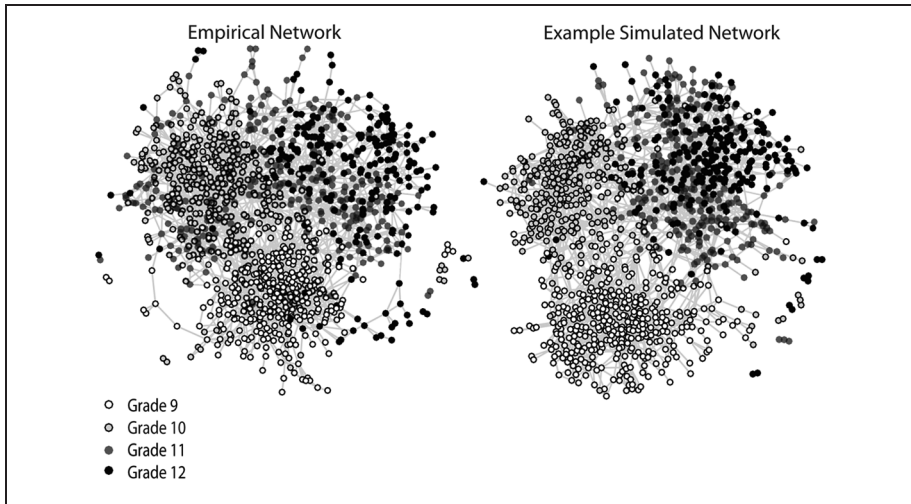 Empirical Network
Example Simulated Network
Grade 9
Grade 10
Grade 11
Grade 12